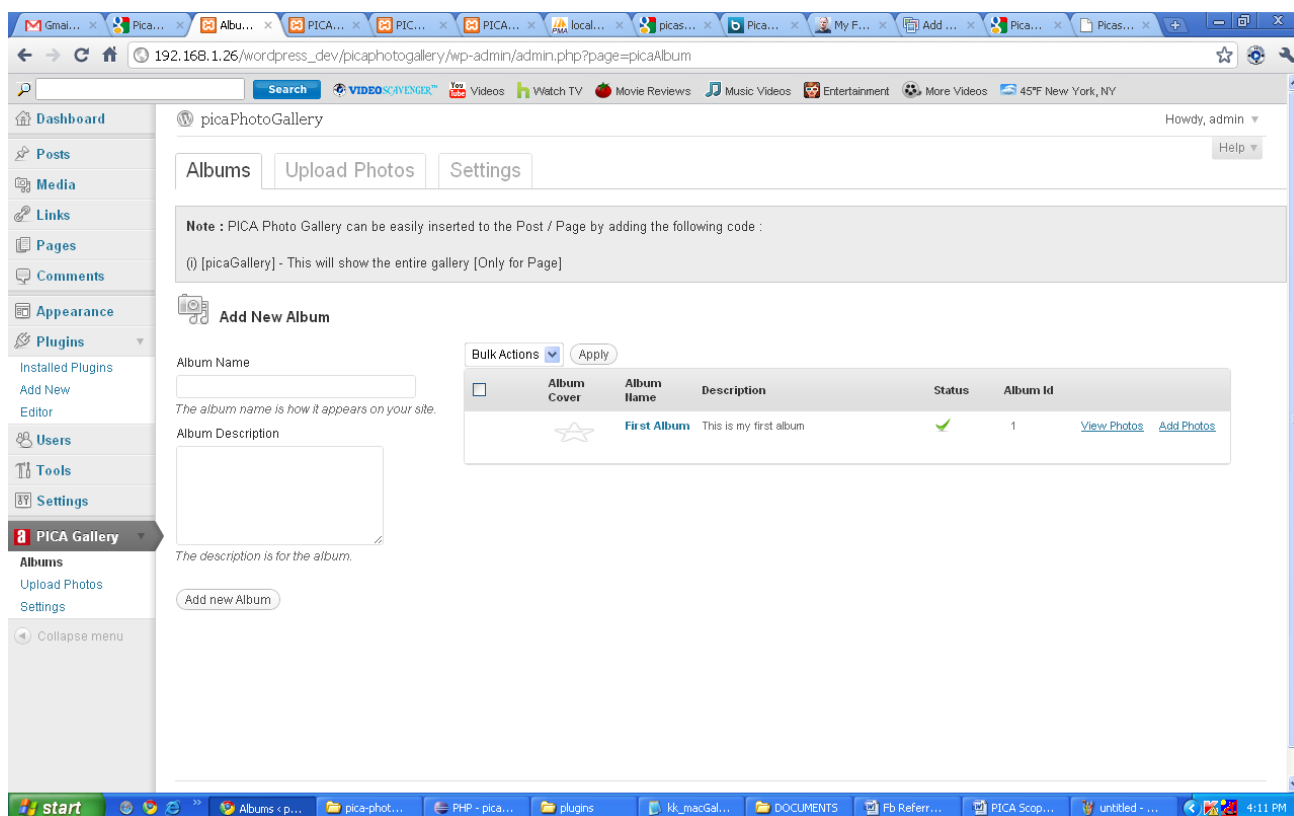 Gmai...
Pica...
Albu...
PICA...
PIC...
PICA...
local...
picas...
Pica...
My F...
Add ...
Pica...
Picas...
192.168.1.26/wordpress_dev/picaphotogallery/wp-admin/admin.php?page=picaAlbum
Search
VIDEOSCAVENGER™
Videos
Watch TV
Movie Reviews
Music Videos
Entertainment
More Videos
45°F New York, NY
Dashboard
Posts
Media
Links
Pages
Comments
Appearance
Plugins
Installed Plugins
Add New
Editor
Users
Tools
Settings
PICA Gallery
Albums
Upload Photos
Settings
Collapse menu
picaPhotoGallery
Howdy, admin
Help
Albums
Upload Photos
Settings
Note : PICA Photo Gallery can be easily inserted to the Post / Page by adding the following code :
(i) [picaGallery] - This will show the entire gallery [Only for Page]
Add New Album
Album Name
The album name is how it appears on your site.
Album Description
The description is for the album.
Add new Album
Bulk Actions
Apply
Album Cover
Album Name
Description
Status
Album Id
First Album
This is my first album
1
View Photos
Add Photos
start
Albums < p...
pica-phot...
PHP - pica...
plugins
kk_macGal...
DOCUMENTS
Fb Referr...
PICA Scop...
untitled - ...
4:11 PM